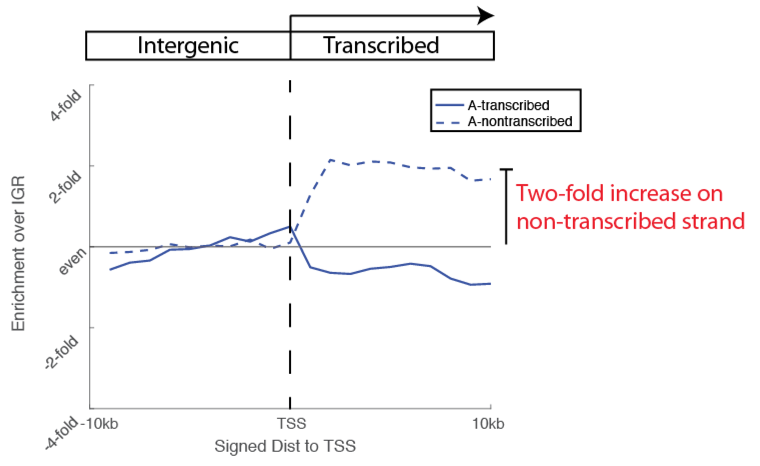 Intergenic
Transcribed
4-fold
2-fold
even
-2-fold
-4-fold
Enrichment over IGR
A-transcribed
A-nontranscribed
Two-fold increase on
non-transcribed strand
-10kb
TSS
10kb
Signed Dist to TSS